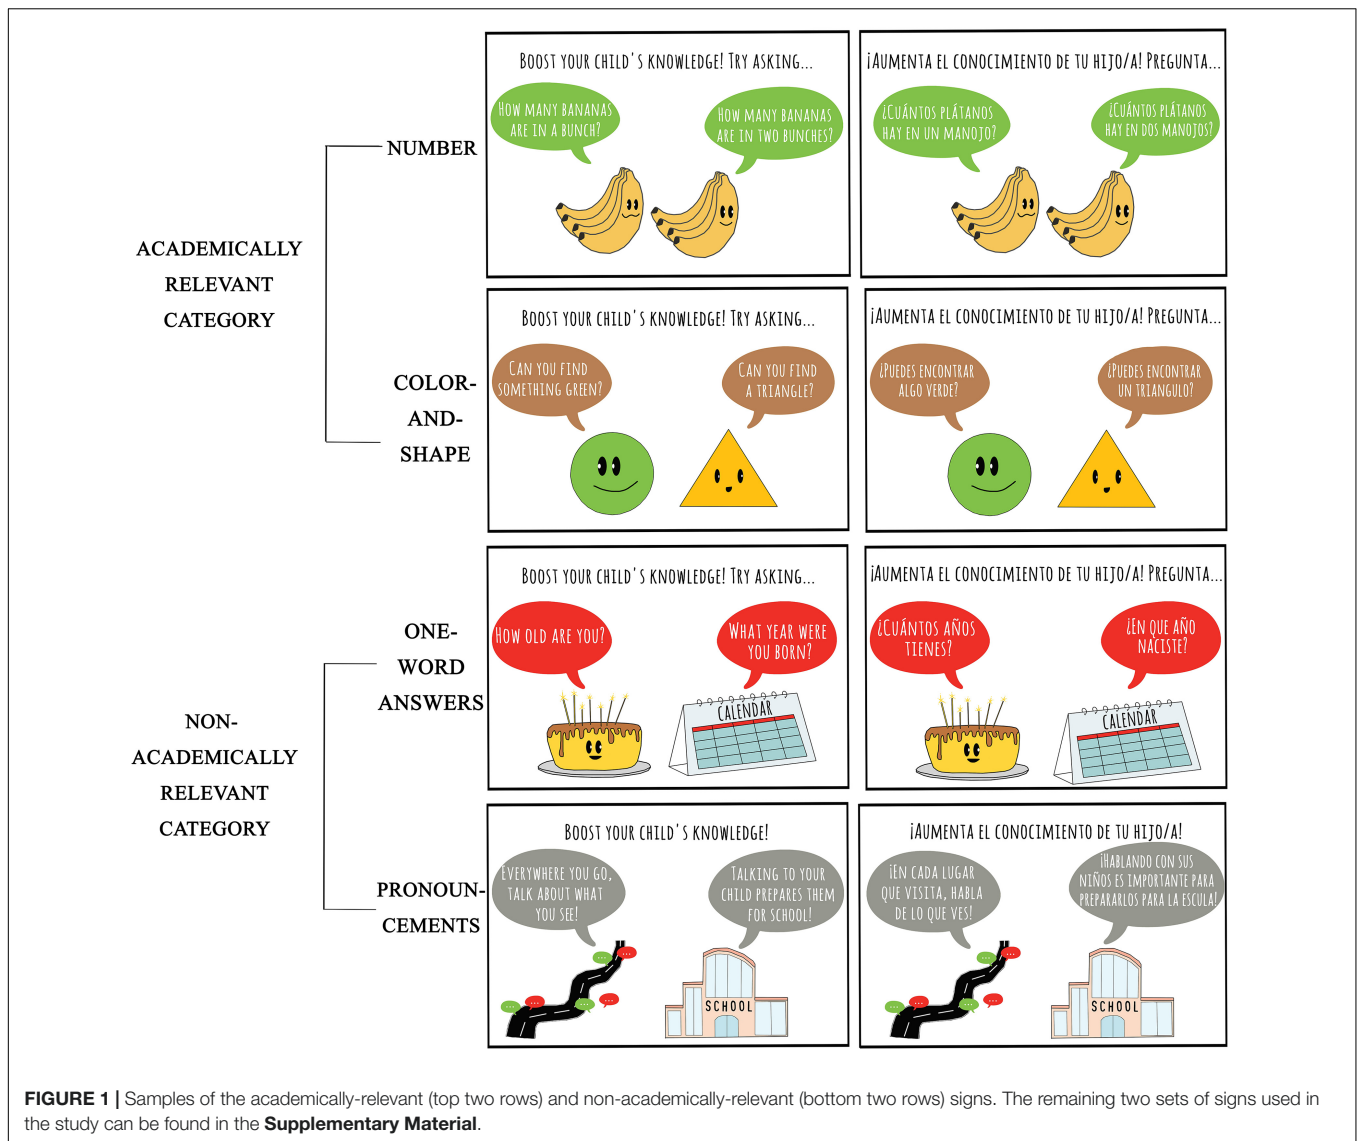 ACADEMICALLY
RELEVANT
CATEGORY
NUMBER
BOOST YOUR CHILD'S KNOWLEDGE! TRY ASKING...
HOW MANY BANANAS
ARE IN A BUNCH?
HOW MANY BANANAS
ARE IN TWO BUNCHES?
¡AUMENTA EL CONOCIMIENTO DE TU HIJO/A! PREGUNTA...
¿CUÁNTOS PLÁTANOS
HAY EN UN MANOJO?
¿CUÁNTOS PLÁTANOS
HAY EN DOS MANOJOS?
COLOR-
AND-
SHAPE
BOOST YOUR CHILD'S KNOWLEDGE! TRY ASKING...
CAN YOU FIND
SOMETHING GREEN?
CAN YOU FIND
A TRIANGLE?
¡AUMENTA EL CONOCIMIENTO DE TU HIJO/A! PREGUNTA...
¿PUEDES ENCONTRAR
ALGO VERDE?
¿PUEDES ENCONTRAR
UN TRIANGULO?
NON-
ACADEMICALLY
RELEVANT
CATEGORY
ONE-
WORD
ANSWERS
BOOST YOUR CHILD'S KNOWLEDGE! TRY ASKING...
HOW OLD ARE YOU?
WHAT YEAR WERE
YOU BORN?
CALENDAR
¡AUMENTA EL CONOCIMIENTO DE TU HIJO/A! PREGUNTA...
¿CUÁNTOS AÑOS
TIENES?
¿EN QUE AÑO
NACISTE?
CALENDAR
PRONOUN-
CEMENTS
BOOST YOUR CHILD'S KNOWLEDGE!
EVERYWHERE YOU GO,
TALK ABOUT WHAT
YOU SEE!
TALKING TO YOUR
CHILD PREPARES THEM
FOR SCHOOL!
SCHOOL
¡AUMENTA EL CONOCIMIENTO DE TU HIJO/A!
¡EN CADA LUGAR
QUE VISITA, HABLA
DE LO QUE VES!
¡HABLANDO CON SUS
NIÑOS ES IMPORTANTE PARA
PREPARARLOS PARA LA ESCULA!
SCHOOL
FIGURE 1 | Samples of the academically-relevant (top two rows) and non-academically-relevant (bottom two rows) signs. The remaining two sets of signs used in
the study can be found in the Supplementary Material.